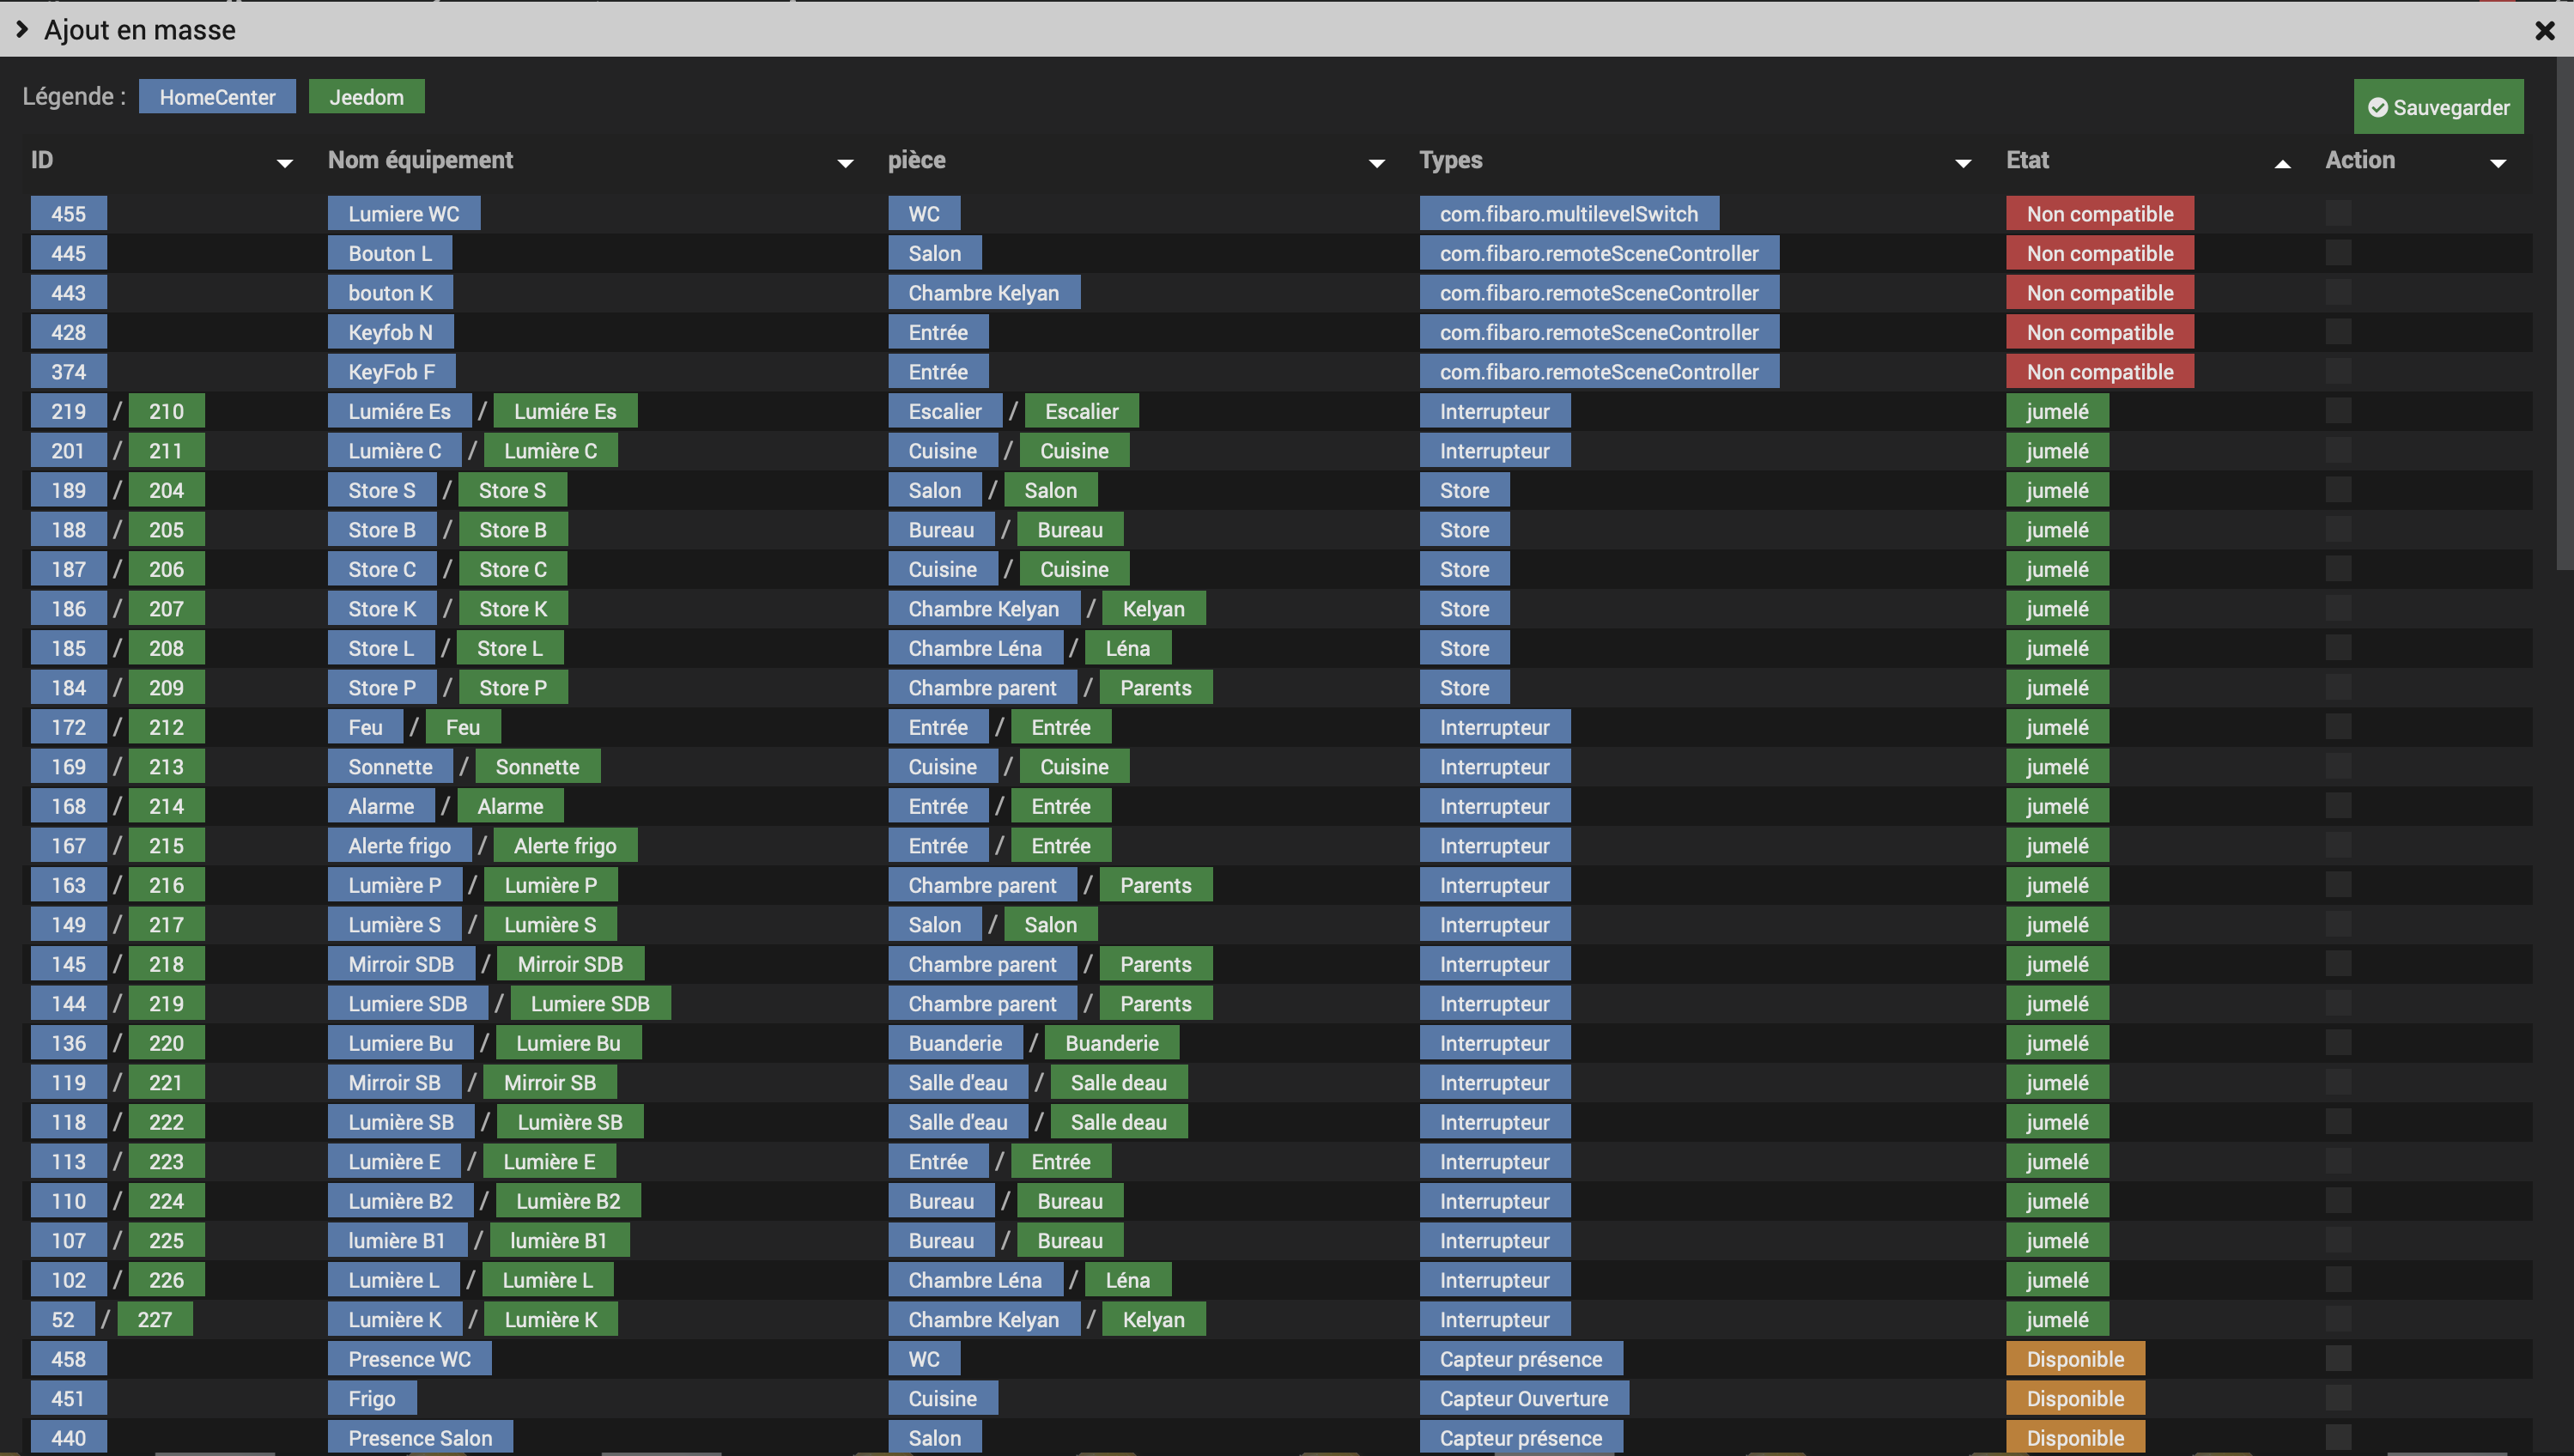 Ajout en masse
Légende : HomeCenter Jeedom
Sauvegarder
ID Nom équipement pièce Types Etat Action
455 Lumiere WC WC com.fibaro.multilevelSwitch Non compatible
445 Bouton L Salon com.fibaro.remoteSceneController Non compatible
443 bouton K Chambre Kelyan com.fibaro.remoteSceneController Non compatible
428 Keyfob N Entrée com.fibaro.remoteSceneController Non compatible
374 KeyFob F Entrée com.fibaro.remoteSceneController Non compatible
219 / 210 Lumiére Es / Lumiére Es Escalier / Escalier Interrupteur jumelé
201 / 211 Lumière C / Lumière C Cuisine / Cuisine Interrupteur jumelé
189 / 204 Store S / Store S Salon / Salon Store jumelé
188 / 205 Store B / Store B Bureau / Bureau Store jumelé
187 / 206 Store C / Store C Cuisine / Cuisine Store jumelé
186 / 207 Store K / Store K Chambre Kelyan / Kelyan Store jumelé
185 / 208 Store L / Store L Chambre Léna / Léna Store jumelé
184 / 209 Store P / Store P Chambre parent / Parents Store jumelé
172 / 212 Feu / Feu Entrée / Entrée Interrupteur jumelé
169 / 213 Sonnette / Sonnette Cuisine / Cuisine Interrupteur jumelé
168 / 214 Alarme / Alarme Entrée / Entrée Interrupteur jumelé
167 / 215 Alerte frigo / Alerte frigo Entrée / Entrée Interrupteur jumelé
163 / 216 Lumière P / Lumière P Chambre parent / Parents Interrupteur jumelé
149 / 217 Lumière S / Lumière S Salon / Salon Interrupteur jumelé
145 / 218 Mirroir SDB / Mirroir SDB Chambre parent / Parents Interrupteur jumelé
144 / 219 Lumiere SDB / Lumiere SDB Chambre parent / Parents Interrupteur jumelé
136 / 220 Lumiere Bu / Lumiere Bu Buanderie / Buanderie Interrupteur jumelé
119 / 221 Mirroir SB / Mirroir SB Salle d'eau / Salle deau Interrupteur jumelé
118 / 222 Lumière SB / Lumière SB Salle d'eau / Salle deau Interrupteur jumelé
113 / 223 Lumière E / Lumière E Entrée / Entrée Interrupteur jumelé
110 / 224 Lumière B2 / Lumière B2 Bureau / Bureau Interrupteur jumelé
107 / 225 lumière B1 / lumière B1 Bureau / Bureau Interrupteur jumelé
102 / 226 Lumière L / Lumière L Chambre Léna / Léna Interrupteur jumelé
52 / 227 Lumière K / Lumière K Chambre Kelyan / Kelyan Interrupteur jumelé
458 Presence WC WC Capteur présence Disponible
451 Frigo Cuisine Capteur Ouverture Disponible
440 Presence Salon Salon Capteur présence Disponible